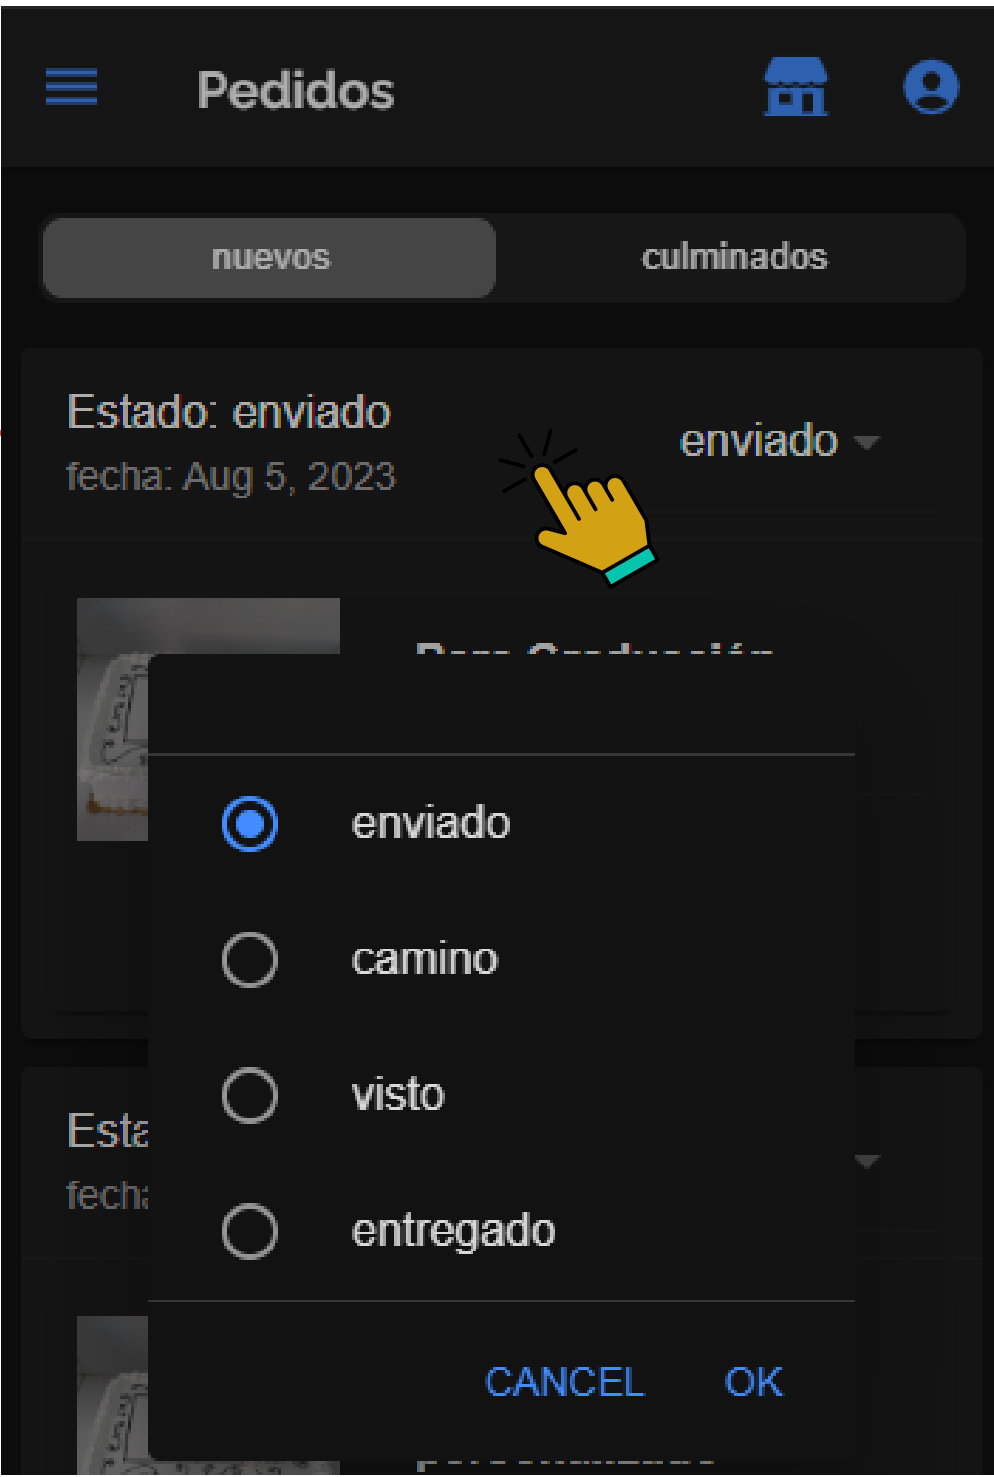 Pedidos
nuevos
culminados
Estado: enviado
fecha: Aug 5, 2023
enviado
enviado
camino
visto
entregado
CANCEL
OK